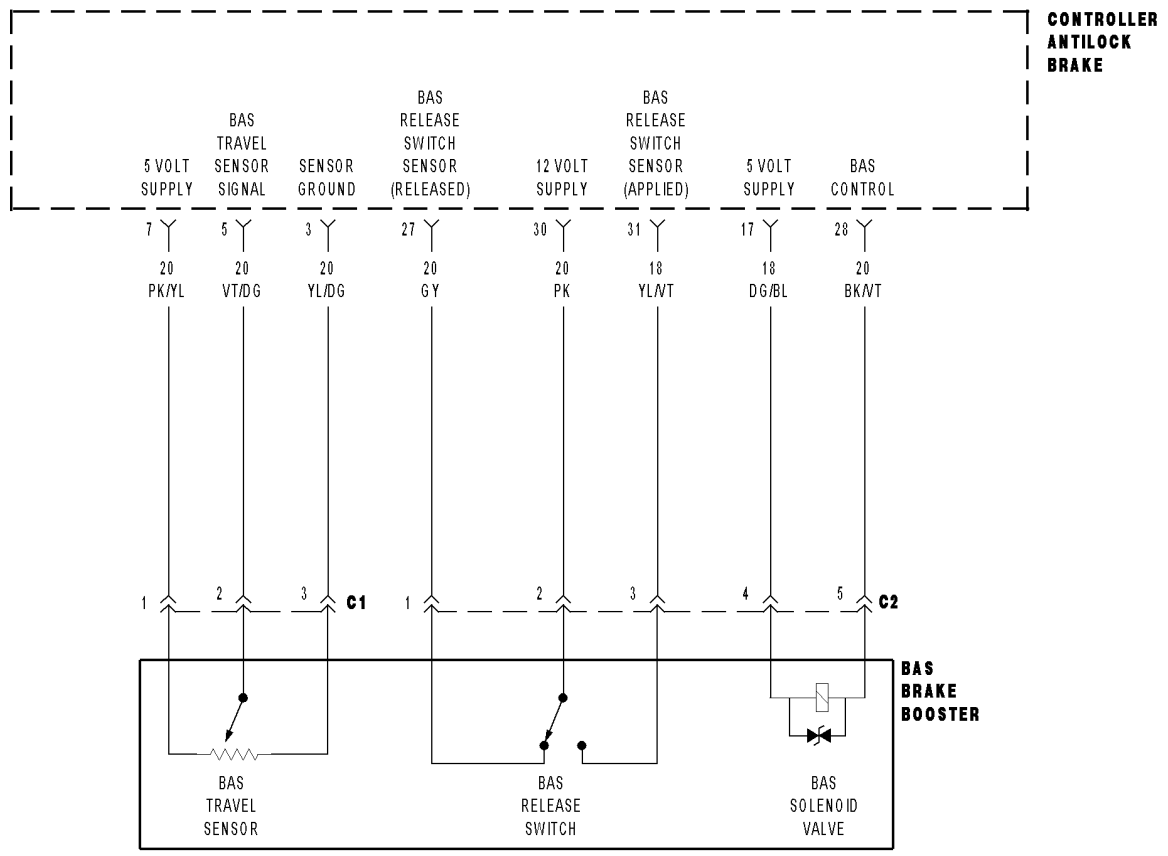 CONTROLLER
ANTILOCK
BRAKE
5 VOLT
SUPPLY
BAS
TRAVEL
SENSOR
SIGNAL
SENSOR
GROUND
BAS
RELEASE
SWITCH
SENSOR
(RELEASED)
12 VOLT
SUPPLY
BAS
RELEASE
SWITCH
SENSOR
(APPLIED)
5 VOLT
SUPPLY
BAS
CONTROL
7 5 3 27 30 31 17 28
20 20 20 20 20 18 18 20
PK/YL VT/DG YL/DG GY PK YL/VT DG/BL BK/VT
1 2 3 C1 1 2 3 4 5 C2
BAS
BRAKE
BOOSTER
BAS
TRAVEL
SENSOR
BAS
RELEASE
SWITCH
BAS
SOLENOID
VALVE